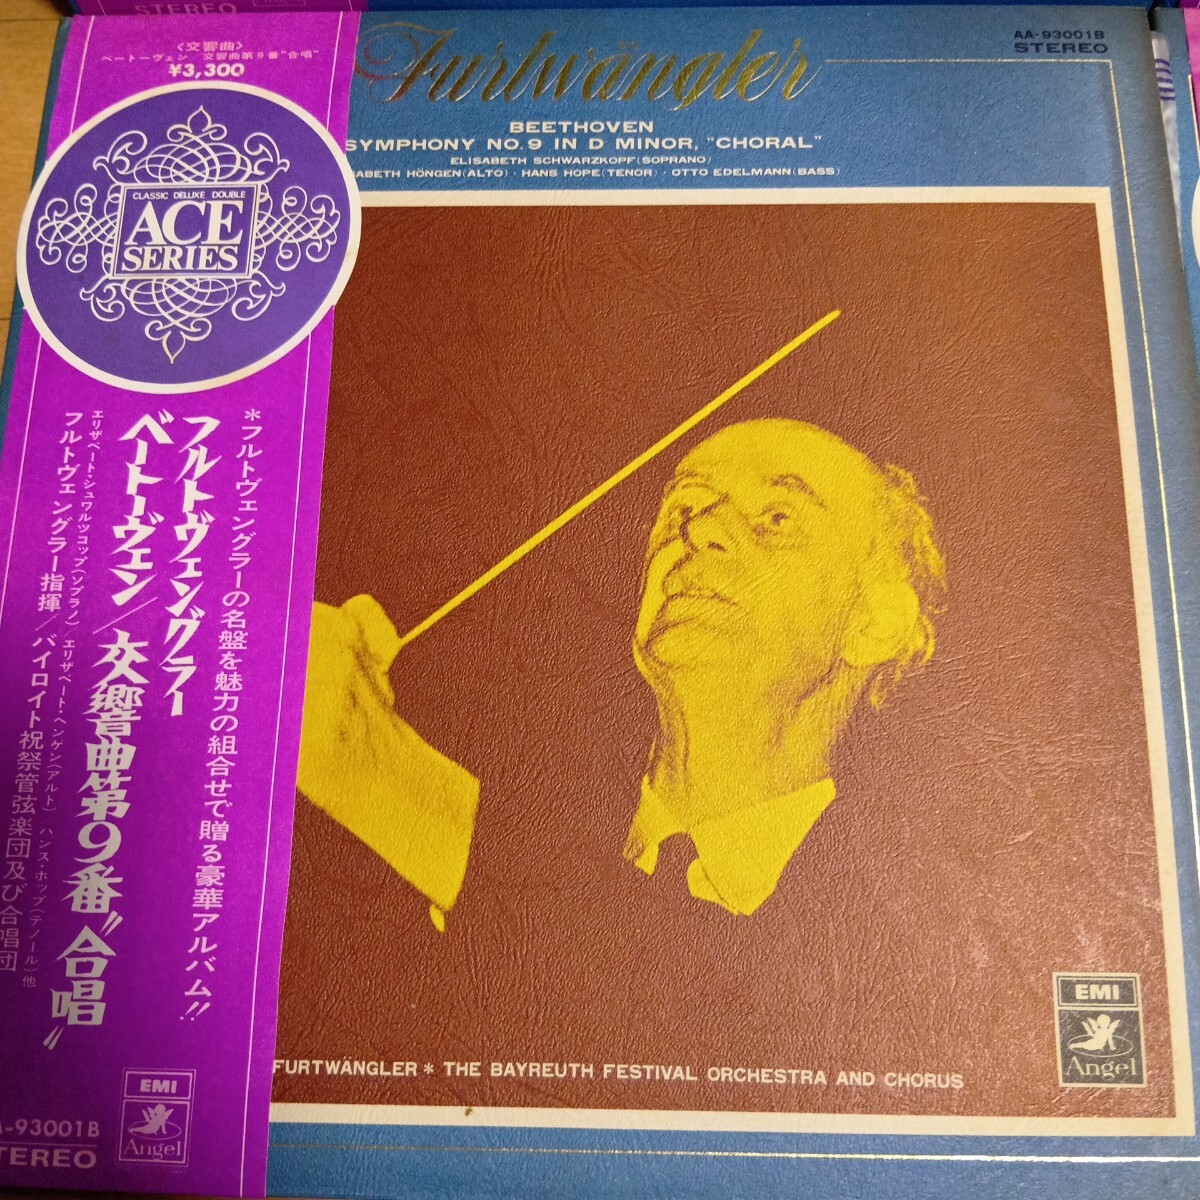 STEREO
〈交響曲〉
ベートーヴェン/交響曲第9番"合唱"
¥3,300
CLASSIC DELUXE DOUBLE
ACE
SERIES
*フルトヴェングラーの名盤を魅力の組合せで贈る豪華アルバム!!
フルトヴェングラー
ベートーヴェン/交響曲第9番"合唱"
エリザベート・シュワルツコップ(ソプラノ)/エリザベート・ヘンゲン(アルト) ハンス・ホップ(テノール)他
フルトヴェングラー指揮/バイロイト祝祭管弦楽団及び合唱団
EMI
Angel
-93001B
TEREO
Furtwängler
AA-93001B
STEREO
BEETHOVEN
SYMPHONY NO.9 IN D MINOR, "CHORAL"
ELISABETH SCHWARZKOPF(SOPRANO)
SABETH HÖNGEN(ALTO)・HANS HOPE(TENOR)・OTTO EDELMANN(BASS)
FURTWÄNGLER * THE BAYREUTH FESTIVAL ORCHESTRA AND CHORUS
EMI
Angel